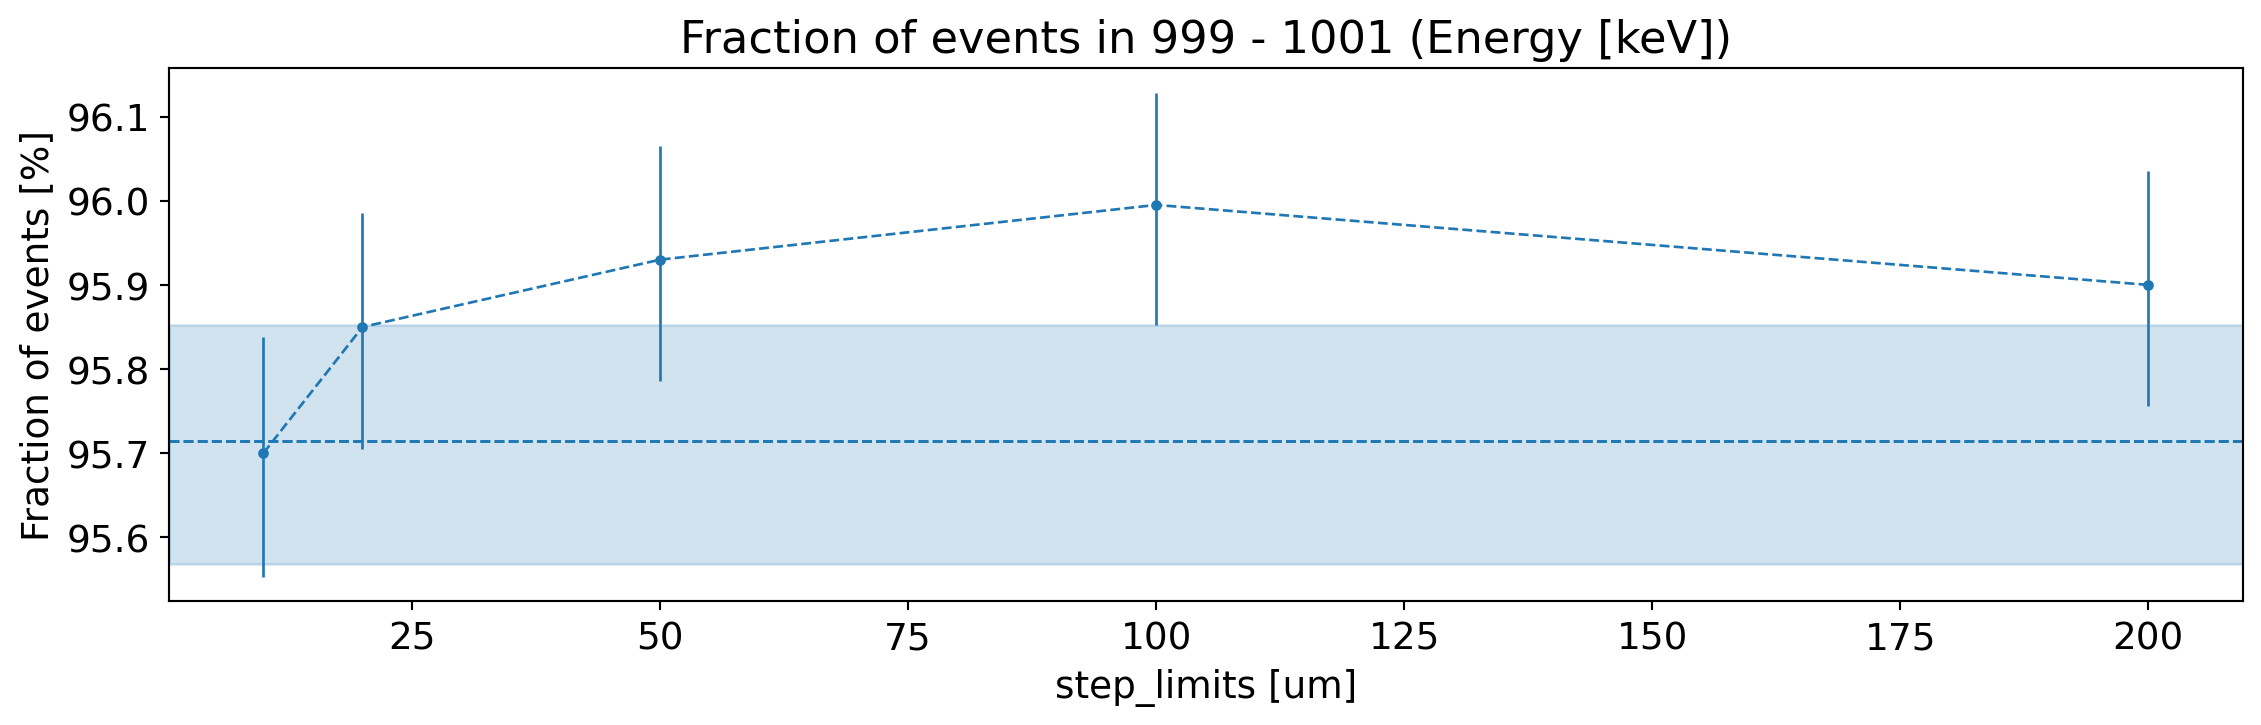 Fraction of events in 999 - 1001 (Energy [keV])
Fraction of events [%]
96.1
96.0
95.9
95.8
95.7
95.6
25 50 75 100 125 150 175 200
step_limits [um]